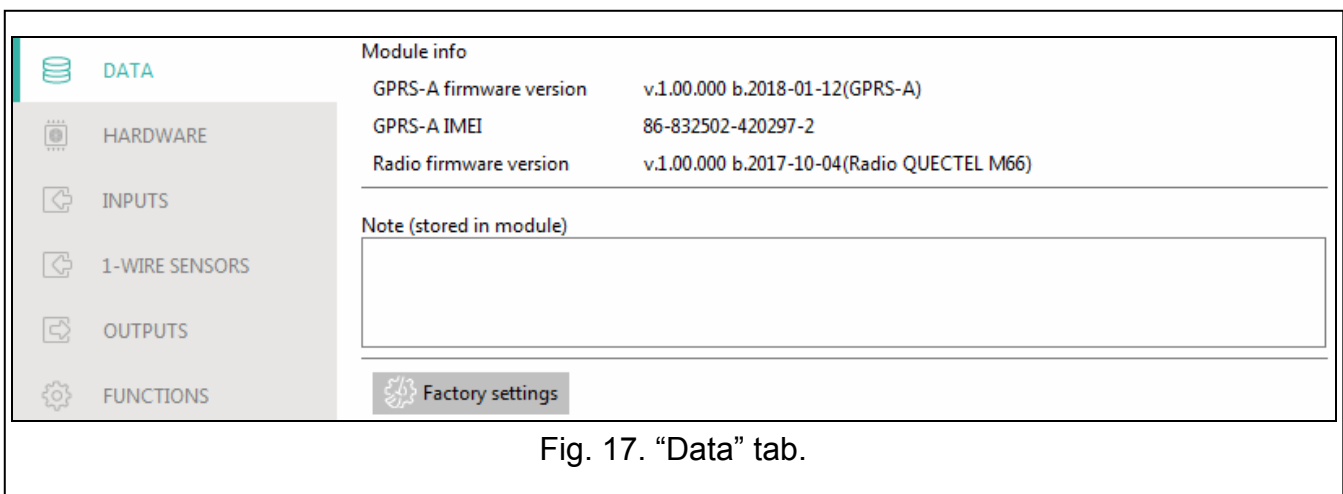 DATA
HARDWARE
INPUTS
1-WIRE SENSORS
OUTPUTS
FUNCTIONS
Module info
GPRS-A firmware version v.1.00.000 b.2018-01-12(GPRS-A)
GPRS-A IMEI 86-832502-420297-2
Radio firmware version v.1.00.000 b.2017-10-04(Radio QUECTEL M66)
Note (stored in module)
Factory settings
Fig. 17. “Data” tab.